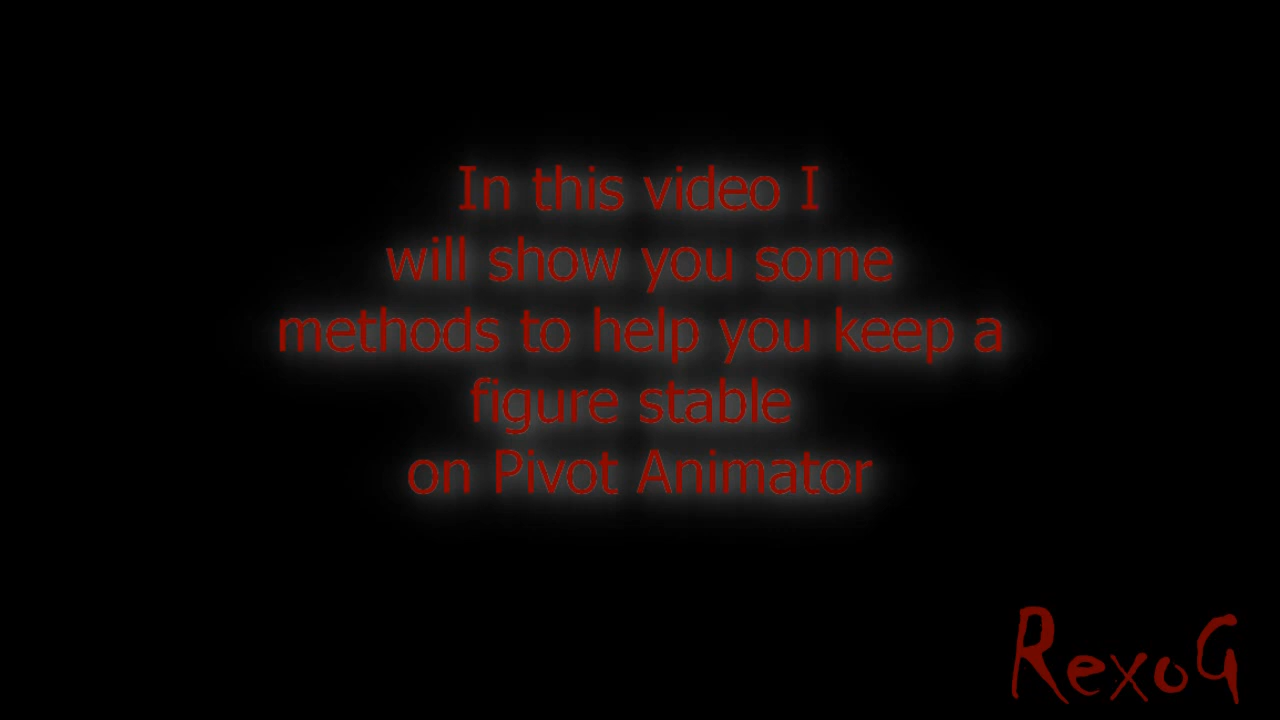 In this video I
will show you some
methods to help you keep a
figure stable
on Pivot Animator
RexoG